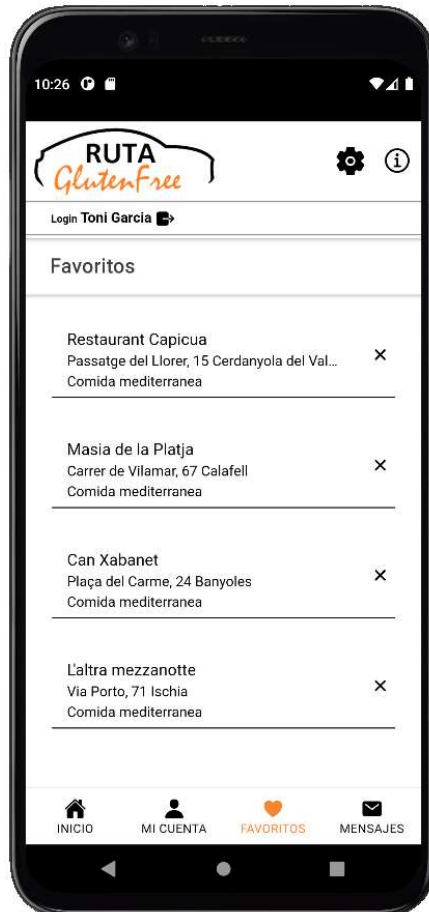 10:26
RUTA
GlutenFree
Login Toni Garcia
Favoritos
Restaurant Capicua
Passatge del Llorer, 15 Cerdanyola del Val...
Comida mediterranea
Masia de la Platja
Carrer de Vilamar, 67 Calafell
Comida mediterranea
Can Xabanet
Plaça del Carme, 24 Banyoles
Comida mediterranea
L'altra mezzanotte
Via Porto, 71 Ischia
Comida mediterranea
INICIO MI CUENTA FAVORITOS MENSAJES